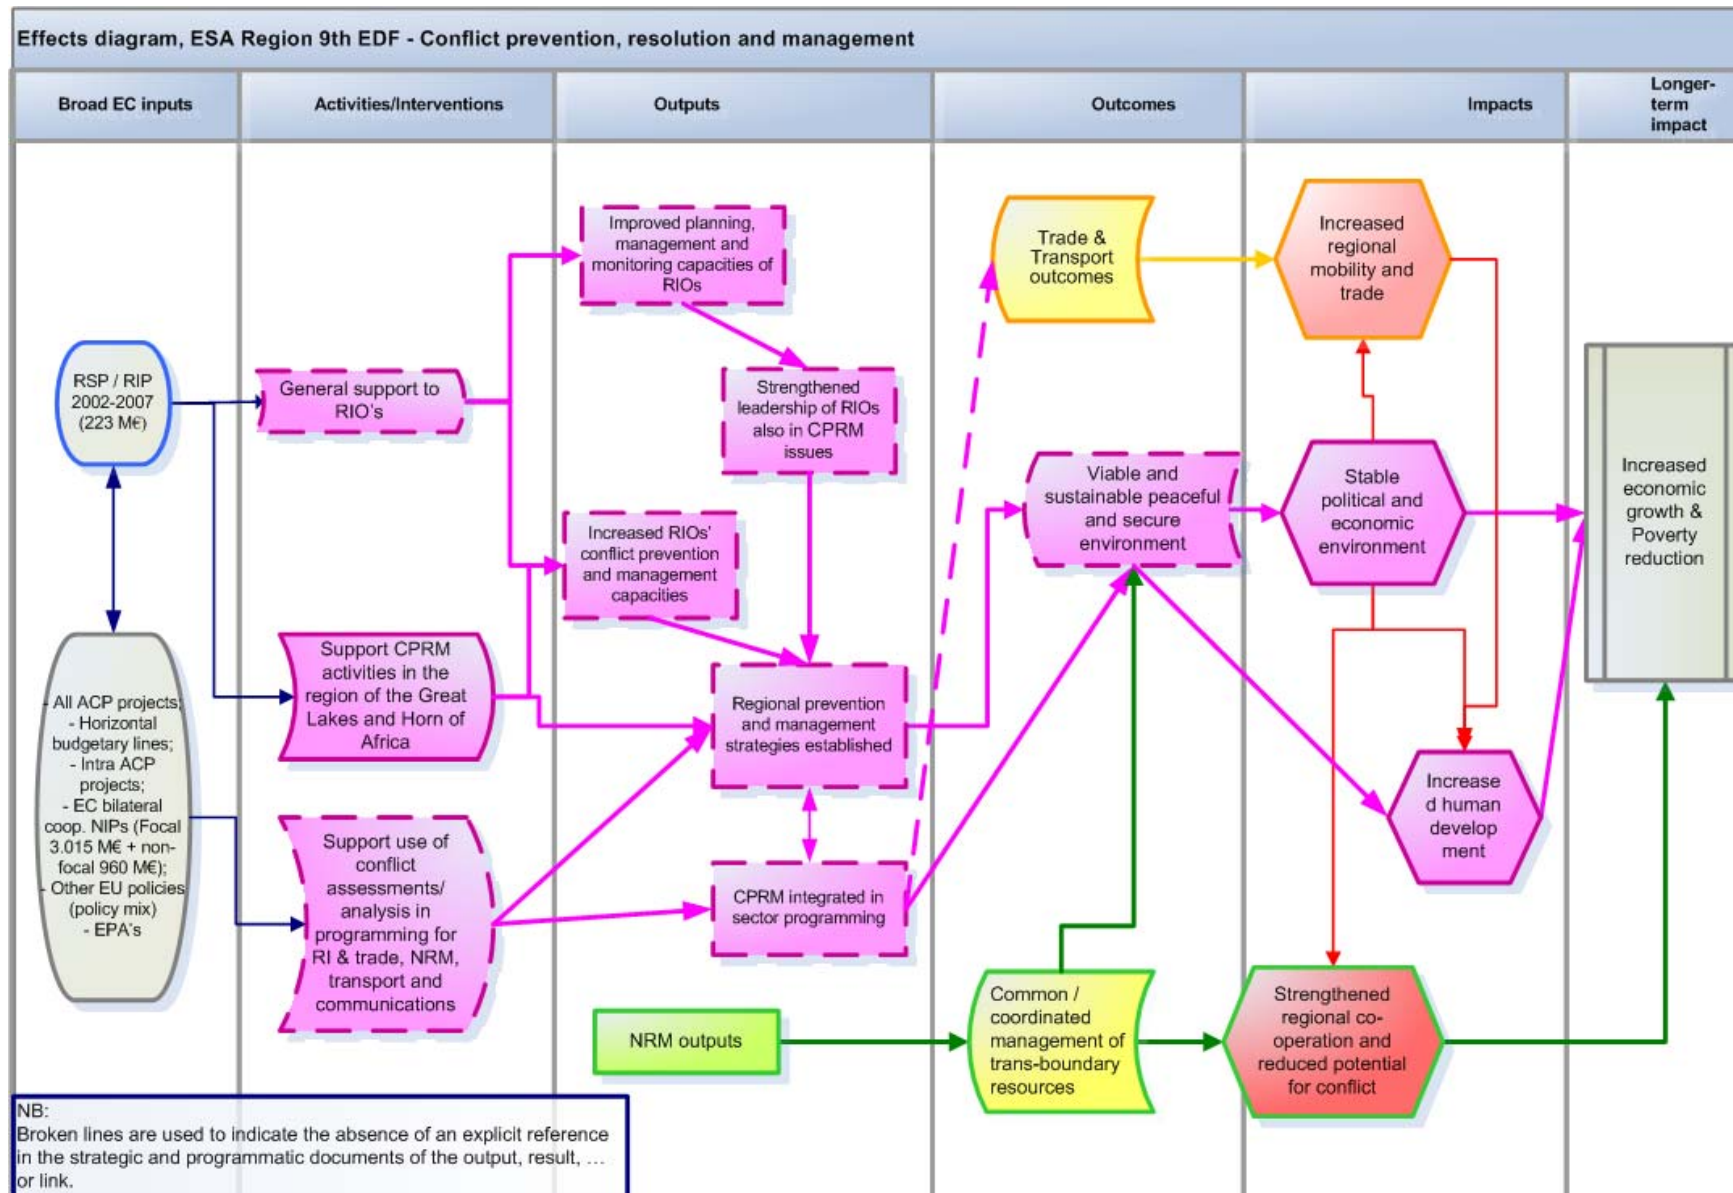 Effects diagram, ESA Region 9th EDF - Conflict prevention, resolution and management
Broad EC inputs
Activities/Interventions
Outputs
Outcomes
Impacts
Longer-
term
impact
RSP / RIP
2002-2007
(223 M€)
- All ACP projects;
- Horizontal
budgetary lines;
- Intra ACP
projects;
- EC bilateral
coop. NIPs (Focal
3.015 M€ + non-
focal 960 M€);
- Other EU policies
(policy mix)
- EPA's
General support to
RIO's
Support CPRM
activities in the
region of the Great
Lakes and Horn of
Africa
Support use of
conflict
assessments/
analysis in
programming for
RI & trade, NRM,
transport and
communications
Improved planning,
management and
monitoring capacities of
RIOs
Strengthened
leadership of RIOs
also in CPRM
issues
Increased RIOs'
conflict prevention
and management
capacities
Regional prevention
and management
strategies established
CPRM integrated in
sector programming
NRM outputs
Trade &
Transport
outcomes
Viable and
sustainable peaceful
and secure
environment
Common /
coordinated
management of
trans-boundary
resources
Increased
regional
mobility and
trade
Stable
political and
economic
environment
Increase
d human
develop
ment
Strengthened
regional co-
operation and
reduced potential
for conflict
Increased
economic
growth &
Poverty
reduction
NB:
Broken lines are used to indicate the absence of an explicit reference
in the strategic and programmatic documents of the output, result, …
or link.